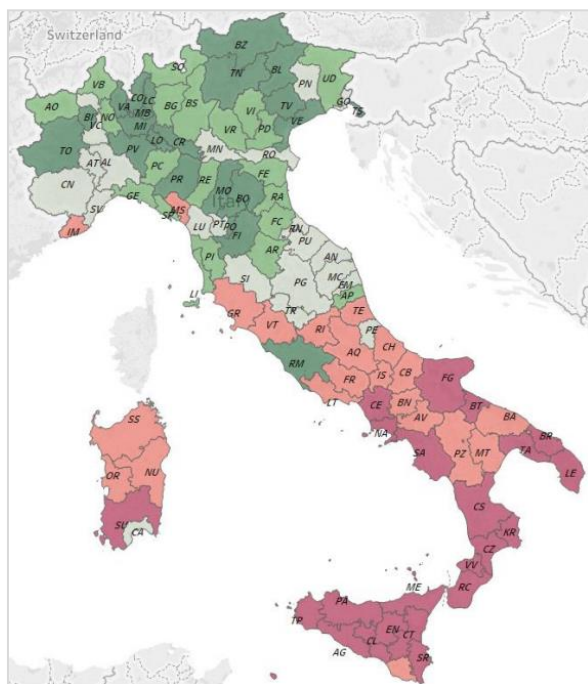 Switzerland
BZ
SO
BL
TN
PN
UD
VB
CO
LC
AO
VA
BG
BS
TV
GO
TS
BI
NO
MB
VI
VC
MI
VR
PD
VE
TO
LO
PV
CR
MN
RO
AT
AL
PC
PR
RE
FE
CN
MO
BO
GE
Italy
RA
SV
SP
MS
FC
IM
LU
PT
PO
FI
RN
PU
PI
AR
AN
MC
SI
PG
FM
AP
LI
TR
TE
GR
VT
RI
PE
AQ
CH
RM
FR
IS
CB
FG
LT
CE
BN
BT
NA
AV
BA
SA
PZ
MT
TA
BR
LE
SS
OR
NU
SU
CA
CS
KR
CZ
VV
RC
ME
TP
PA
EN
CT
CL
AG
SR